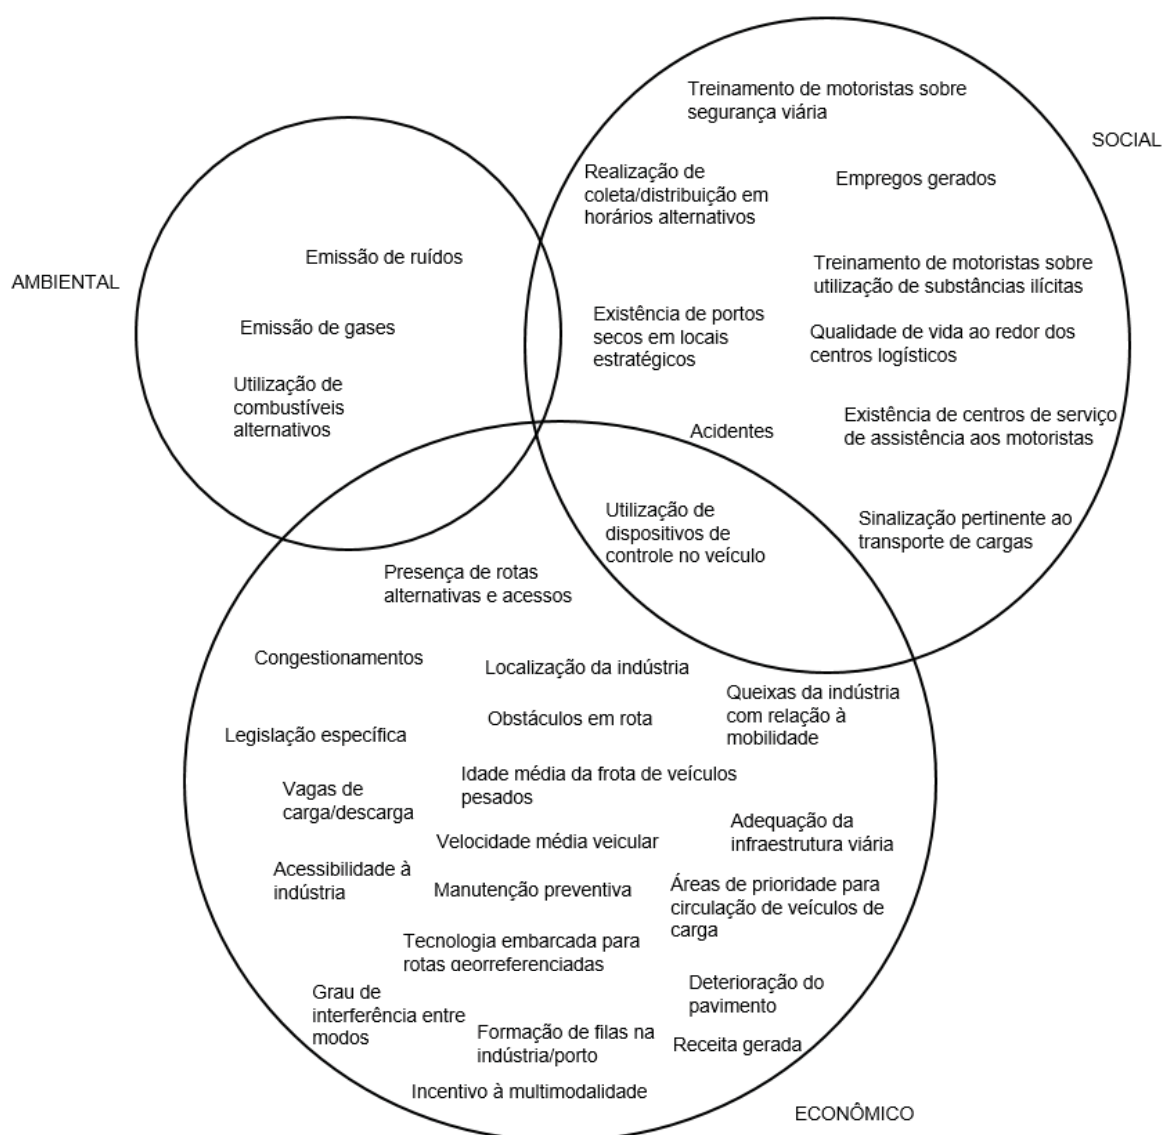 Treinamento de motoristas sobre
segurança viária
SOCIAL
Realização de
coleta/distribuição em
horários alternativos
Empregos gerados
AMBIENTAL
Emissão de ruídos
Treinamento de motoristas sobre
utilização de substâncias ilícitas
Emissão de gases
Existência de portos
secos em locais
estratégicos
Qualidade de vida ao redor dos
centros logísticos
Utilização de
combustíveis
alternativos
Existência de centros de serviço
de assistência aos motoristas
Acidentes
Utilização de
dispositivos de
controle no veículo
Sinalização pertinente ao
transporte de cargas
Presença de rotas
alternativas e acessos
Congestionamentos
Localização da indústria
Queixas da indústria
com relação à
mobilidade
Obstáculos em rota
Legislação específica
Idade média da frota de veículos
pesados
Vagas de
carga/descarga
Adequação da
infraestrutura viária
Velocidade média veicular
Acessibilidade à
indústria
Manutenção preventiva
Áreas de prioridade para
circulação de veículos de
carga
Tecnologia embarcada para
rotas georreferenciadas
Deterioração do
pavimento
Grau de
interferência entre
modos
Formação de filas na
indústria/porto
Receita gerada
Incentivo à multimodalidade
ECONÔMICO